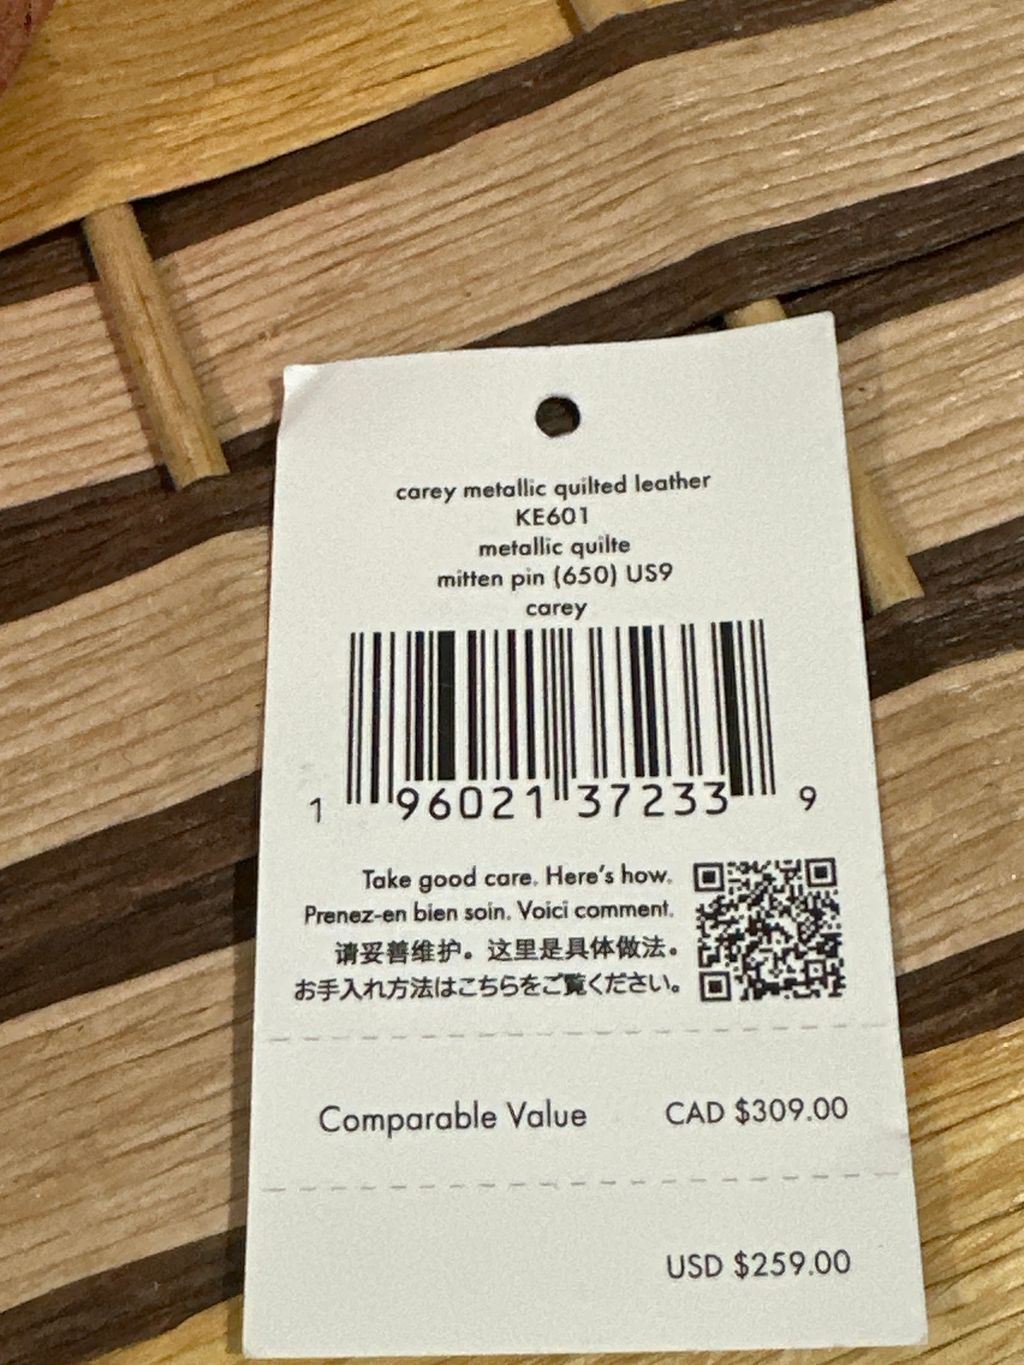 carey metallic quilted leather
KE601
metallic quilte
mitten pin (650) US9
carey
1 96021 37233 9
Take good care. Here's how.
Prenez-en bien soin. Voici comment.
请妥善维护。这里是具体做法。
お手入れ方法はこちらをご覧ください。
Comparable Value CAD $309.00
USD $259.00